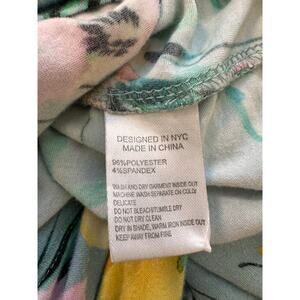 DESIGNED IN NYC
MADE IN CHINA
96%POLYESTER
4%SPANDEX
WASH AND DRY GARMENT INSIDE OUT
MACHINE WASH SEPARATE ON COLD/
DELICATE
DO NOT BLEACH/TUMBLE DRY
DO NOT DRY CLEAN
DRY IN SHADE, WARM IRON INSIDE OUT
KEEP AWAY FROM FIRE